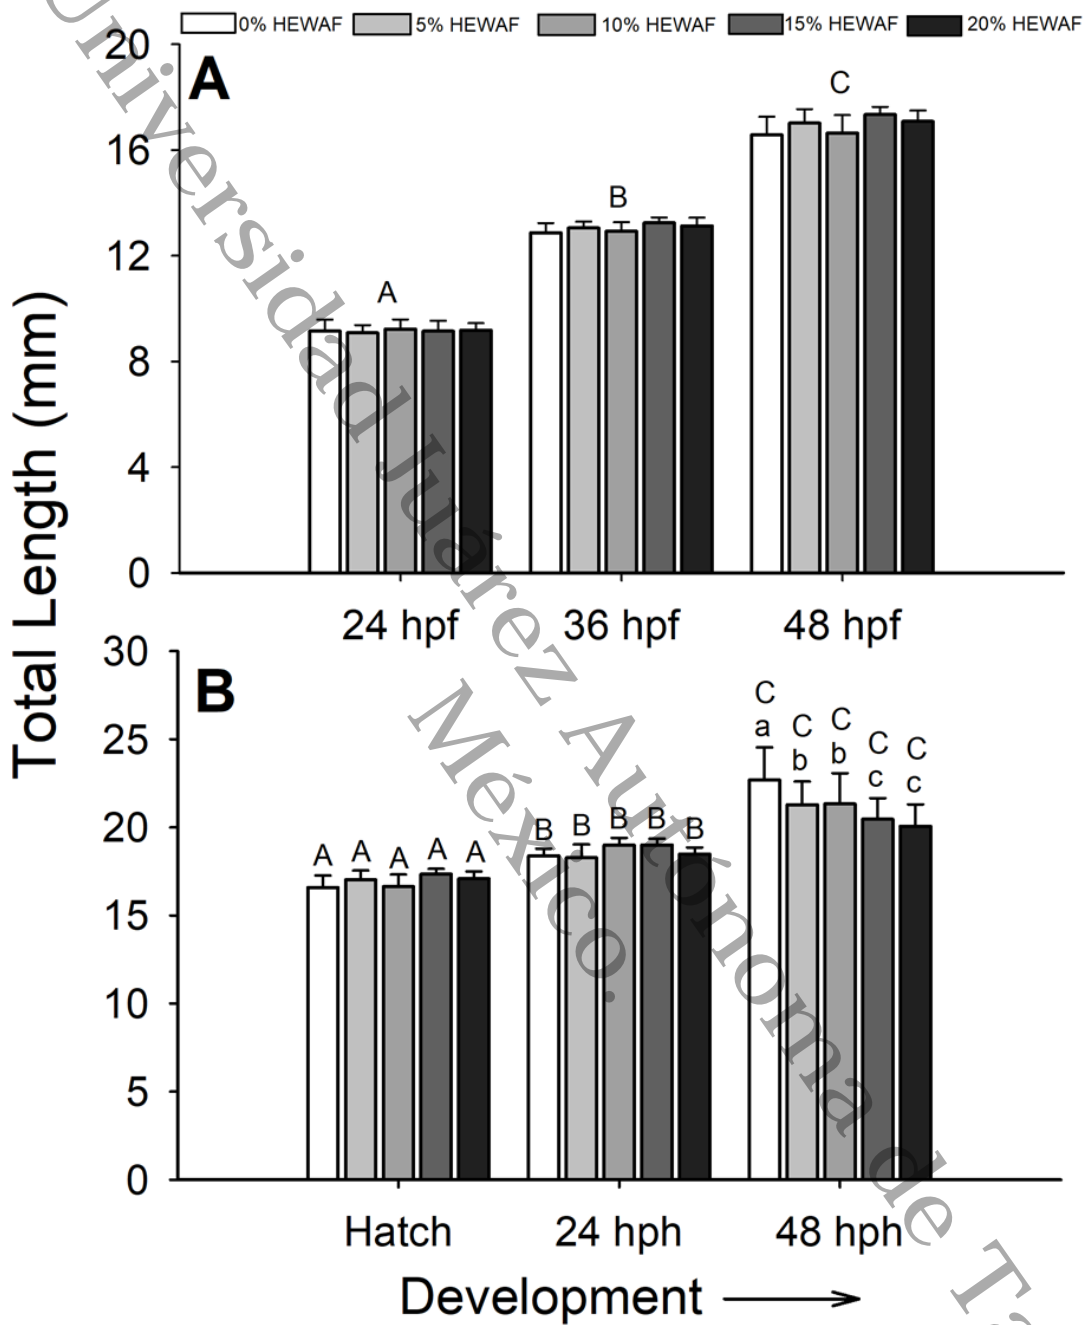 0% HEWAF 5% HEWAF 10% HEWAF 15% HEWAF 20% HEWAF
A
20
16
12
8
4
0
A
B
C
24 hpf 36 hpf 48 hpf
Total Length (mm)
B
30
25
20
15
10
5
0
A A A A A
B B B B B
C C C C C
a b b c c
Hatch 24 hph 48 hph
Development
Universidad Juárez Autónoma de
México.